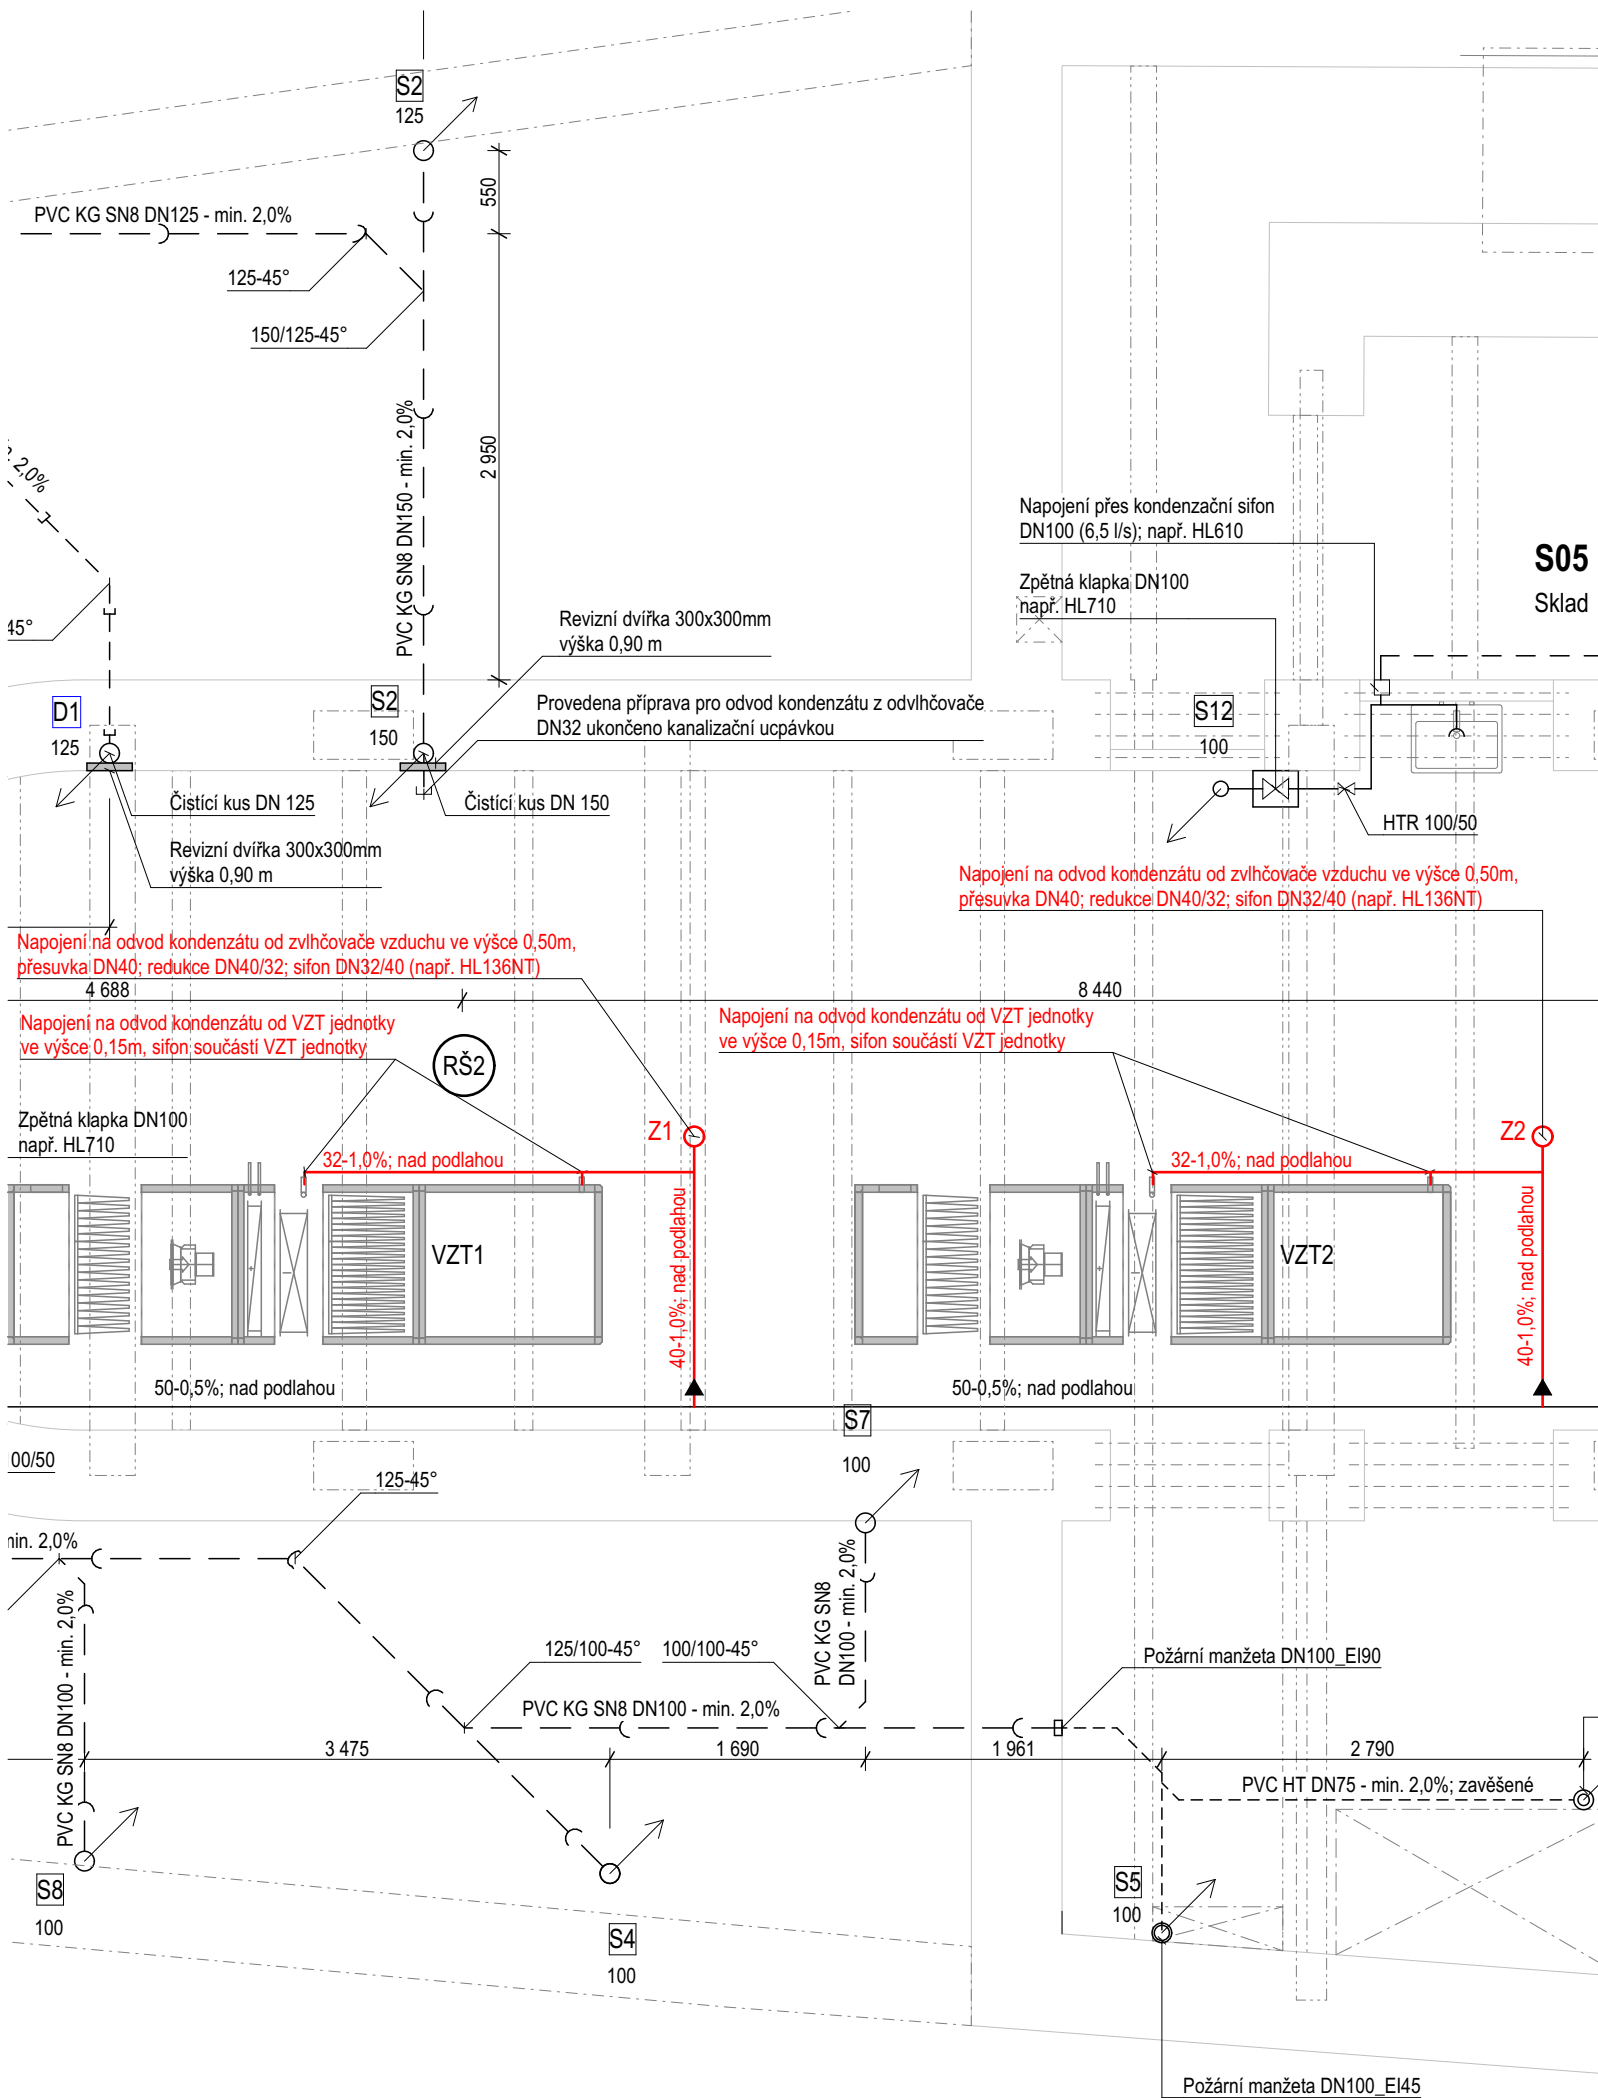 S2
125
550
PVC KG SN8 DN125 - min. 2,0%
125-45°
150/125-45°
2 950
PVC KG SN8 DN150 - min. 2,0%
2,0%
Napojení přes kondenzační sifon
DN100 (6,5 l/s); např. HL610
S05
Sklad
Zpětná klapka DN100
např. HL710
45°
Revizní dvířka 300x300mm
výška 0,90 m
D1
125
S2
150
Provedena příprava pro odvod kondenzátu z odvlhčovače
DN32 ukončeno kanalizační ucpávkou
S12
100
Čistící kus DN 125
Čistící kus DN 150
HTR 100/50
Revizní dvířka 300x300mm
výška 0,90 m
Napojení na odvod kondenzátu od zvlhčovače vzduchu ve výšce 0,50m,
přesuvka DN40; redukce DN40/32; sifon DN32/40 (např. HL136NT)
Napojení na odvod kondenzátu od zvlhčovače vzduchu ve výšce 0,50m,
přesuvka DN40; redukce DN40/32; sifon DN32/40 (např. HL136NT)
4 688
8 440
Napojení na odvod kondenzátu od VZT jednotky
ve výšce 0,15m, sifon součástí VZT jednotky
Napojení na odvod kondenzátu od VZT jednotky
ve výšce 0,15m, sifon součástí VZT jednotky
RŠ2
Zpětná klapka DN100
např. HL710
Z1
Z2
32-1,0%; nad podlahou
32-1,0%; nad podlahou
VZT1
VZT2
40-1,0%; nad podlahou
40-1,0%; nad podlahou
50-0,5%; nad podlahou
50-0,5%; nad podlahou
S7
100
00/50
125-45°
min. 2,0%
PVC KG SN8 DN100 - min. 2,0%
PVC KG SN8
DN100 - min. 2,0%
125/100-45°
100/100-45°
Požární manžeta DN100_EI90
PVC KG SN8 DN100 - min. 2,0%
3 475
1 690
1 961
2 790
PVC HT DN75 - min. 2,0%; zavěšené
S8
100
S4
100
S5
100
Požární manžeta DN100_EI45